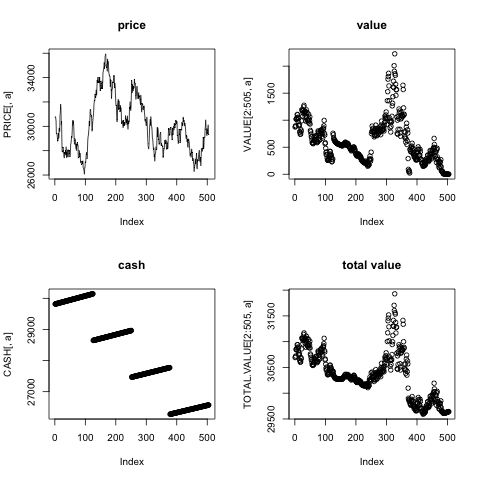 price
PRICE[, a]
26000 30000 34000
0 100 200 300 400 500
Index
value
VALUE[2:505, a]
0 500 1500
0 100 200 300 400 500
Index
cash
CASH[, a]
27000 29000
0 100 200 300 400 500
Index
total value
TOTAL.VALUE[2:505, a]
29500 30500 31500
0 100 200 300 400 500
Index